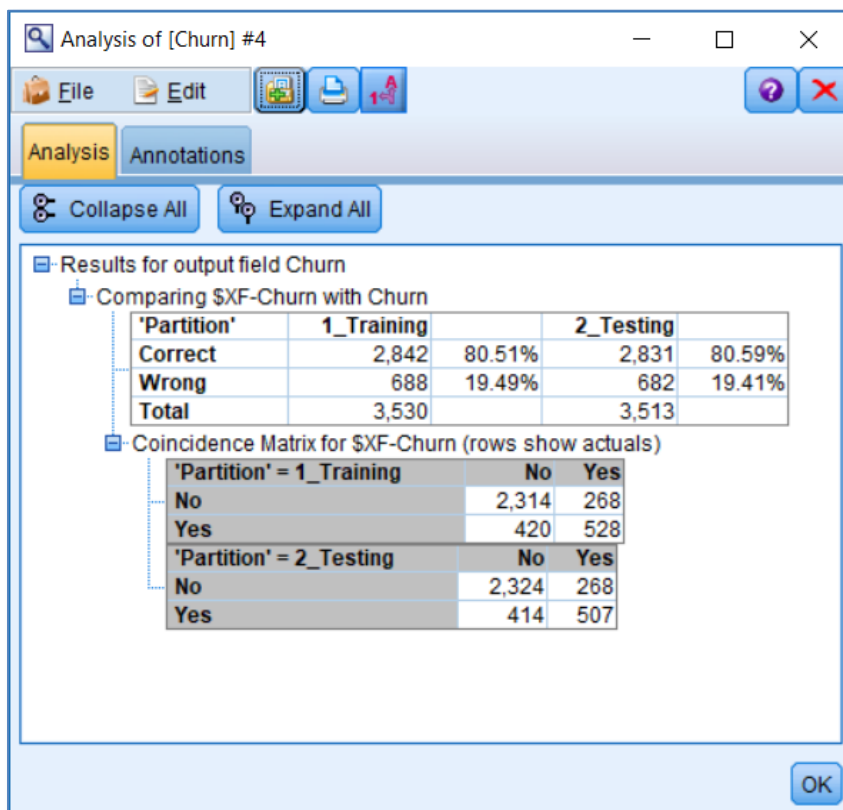 Analysis of [Churn] #4
File Edit
Analysis Annotations
Collapse All Expand All
Results for output field Churn
Comparing $XF-Churn with Churn
'Partition' 1_Training 2_Testing
Correct 2,842 80.51% 2,831 80.59%
Wrong 688 19.49% 682 19.41%
Total 3,530 3,513
Coincidence Matrix for $XF-Churn (rows show actuals)
'Partition' = 1_Training No Yes
No 2,314 268
Yes 420 528
'Partition' = 2_Testing No Yes
No 2,324 268
Yes 414 507
OK